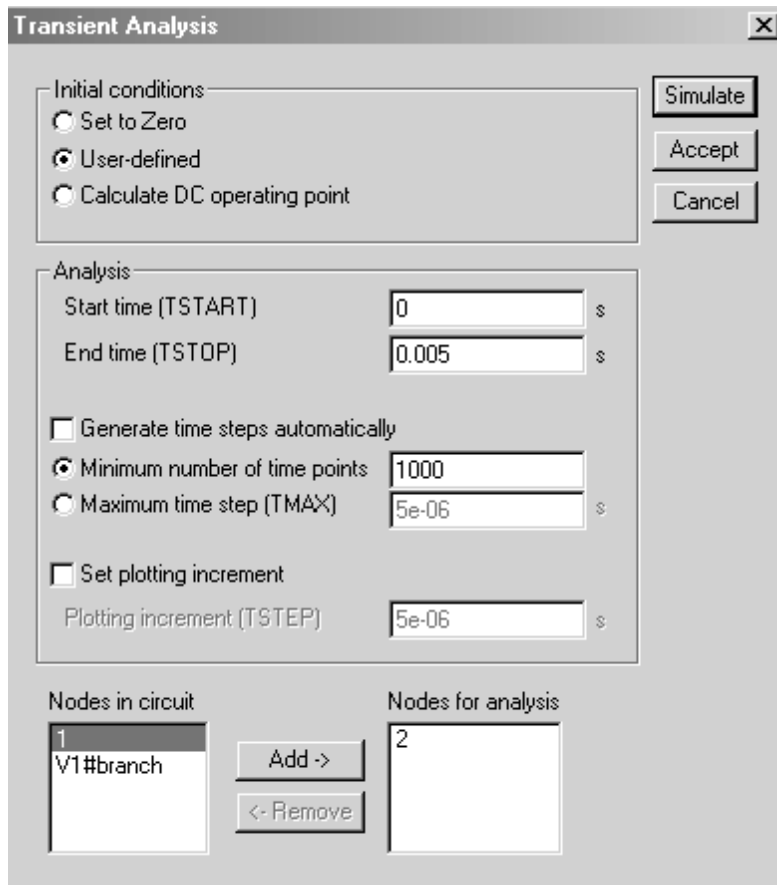 Transient Analysis
Initial conditions
Set to Zero
User-defined
Calculate DC operating point
Simulate
Accept
Cancel
Analysis
Start time (TSTART) 0 s
End time (TSTOP) 0.005 s
Generate time steps automatically
Minimum number of time points 1000
Maximum time step (TMAX) 5e-06 s
Set plotting increment
Plotting increment (TSTEP) 5e-06 s
Nodes in circuit
1
V1#branch
Add ->
<- Remove
Nodes for analysis
2